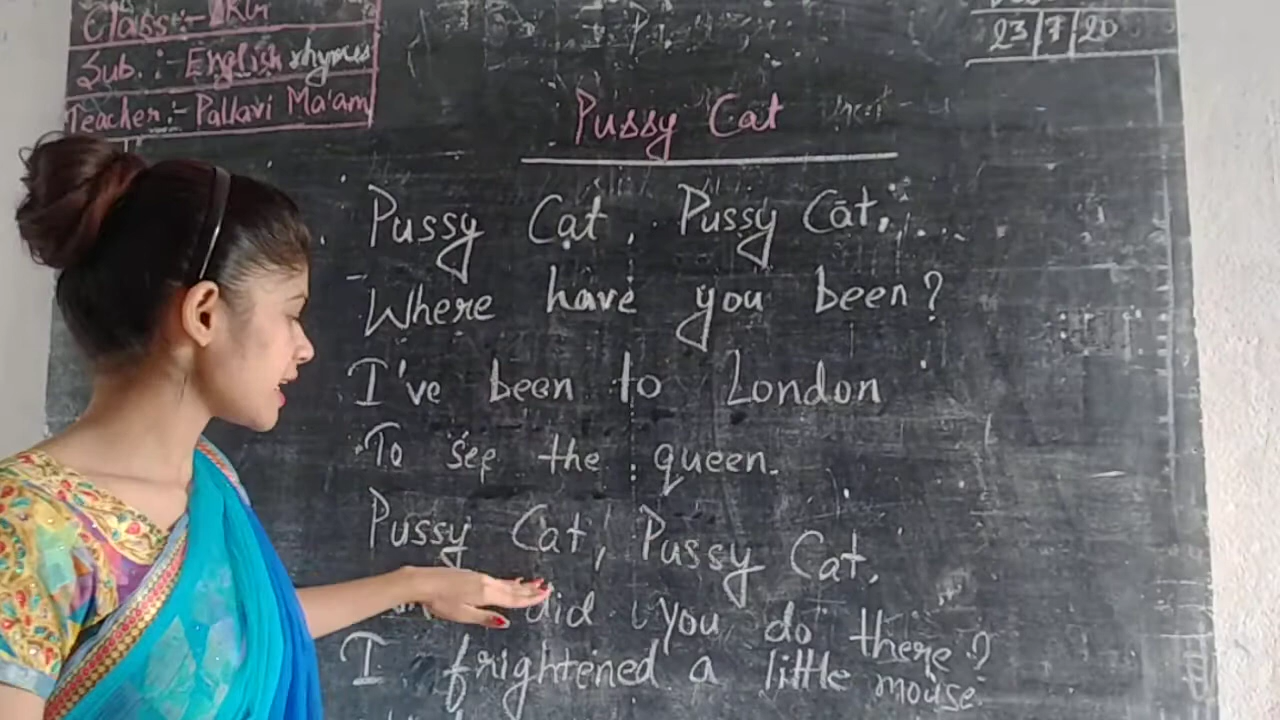 Class:- LKG
Sub. :- English rhymes
Teacher:- Pallavi Ma'am
23/7/20
Pussy Cat
Pussy Cat, Pussy Cat,
Where have you been?
I've been to London
To see the queen.
Pussy Cat, Pussy Cat,
did you do there?
I frightened a little mouse.